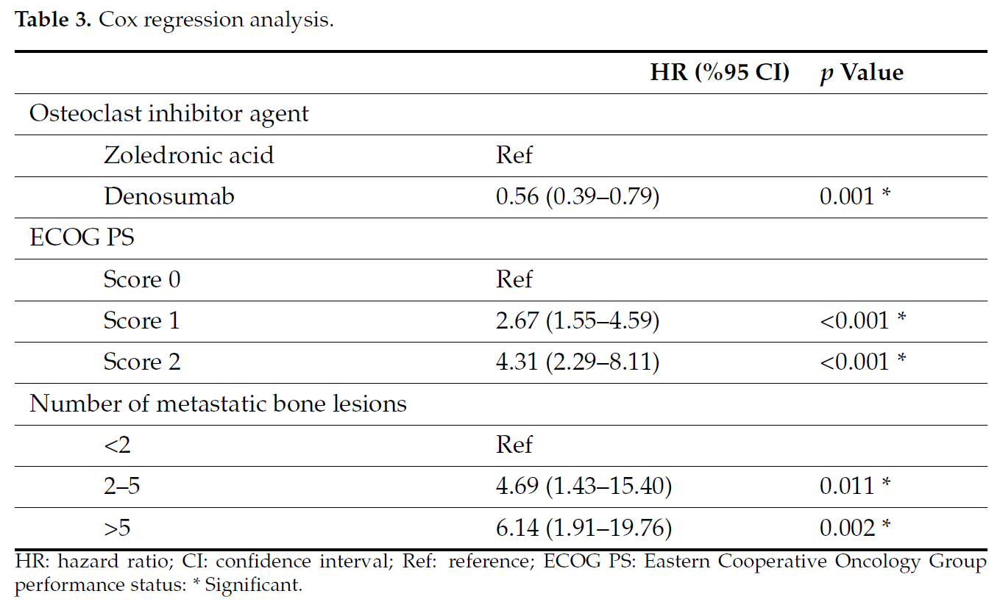 Table 3. Cox regression analysis.
HR (%95 CI) p Value
Osteoclast inhibitor agent
Zoledronic acid Ref
Denosumab 0.56 (0.39–0.79) 0.001 *
ECOG PS
Score 0 Ref
Score 1 2.67 (1.55–4.59) <0.001 *
Score 2 4.31 (2.29–8.11) <0.001 *
Number of metastatic bone lesions
<2 Ref
2–5 4.69 (1.43–15.40) 0.011 *
>5 6.14 (1.91–19.76) 0.002 *
HR: hazard ratio; CI: confidence interval; Ref: reference; ECOG PS: Eastern Cooperative Oncology Group
performance status: * Significant.